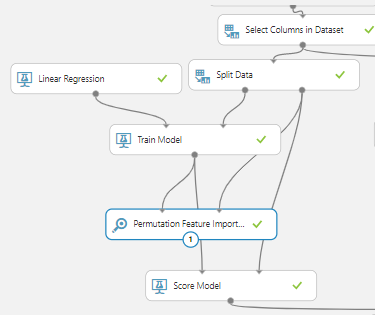 Select Columns in Dataset
Linear Regression
Split Data
Train Model
Permutation Feature Import...
1
Score Model